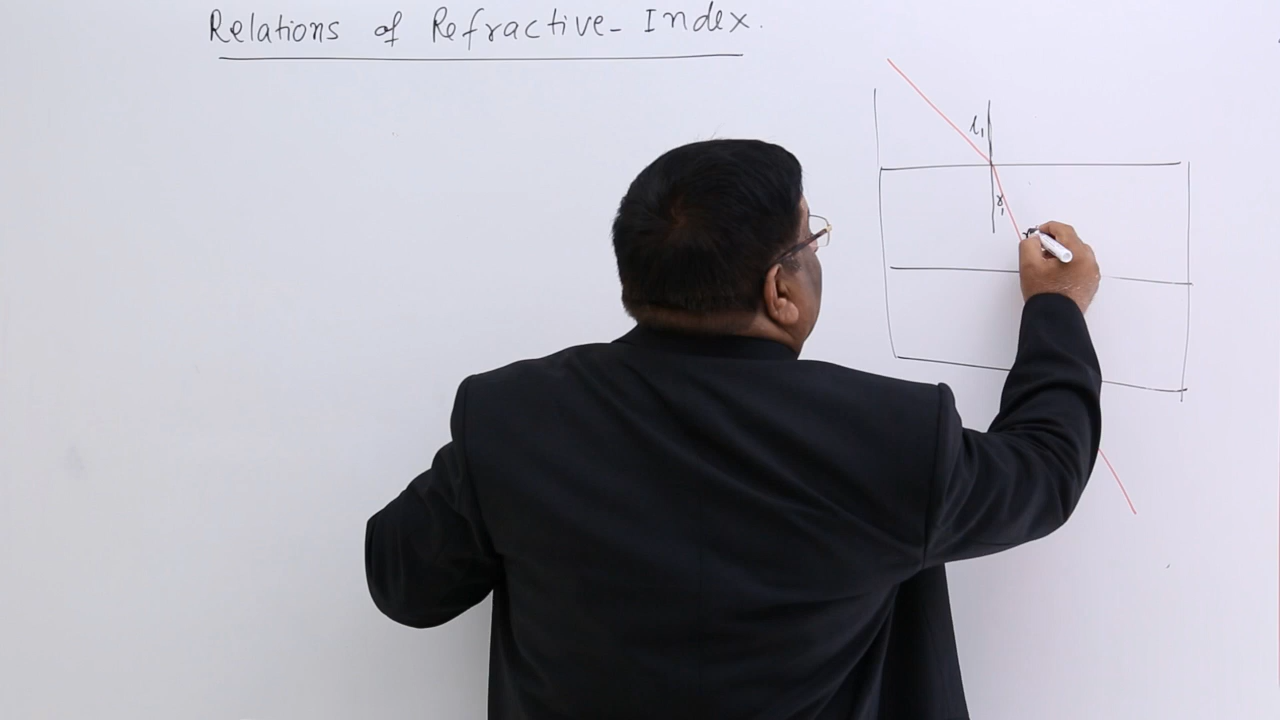 Relations of Refractive-Index.
i₁
r₁